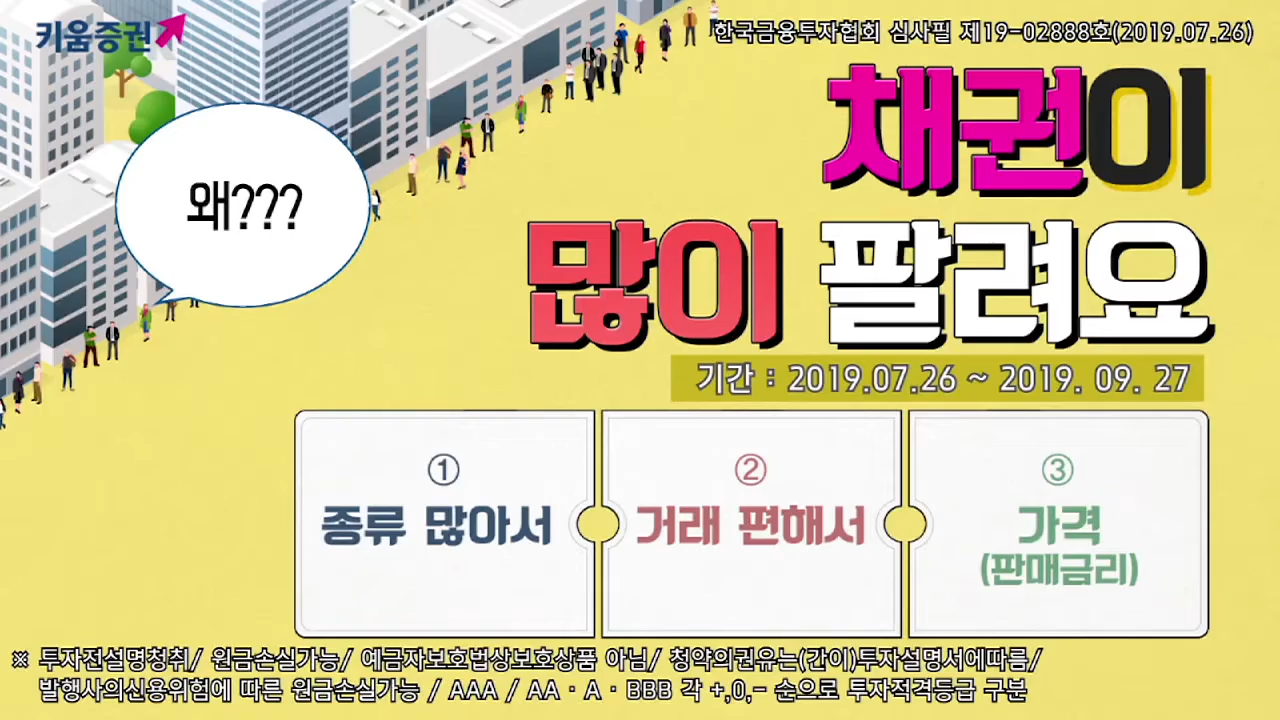 키움증권
한국금융투자협회 심사필 제19-02888호(2019.07.26)
왜???
채권이
많이 팔려요
기간 : 2019.07.26 ~ 2019. 09. 27
① 
종류 많아서
②
거래 편해서
③
가격
(판매금리)
※ 투자전설명청취/ 원금손실가능/ 예금자보호법상보호상품 아님/ 청약의권유는(간이)투자설명서에따름/
발행사의신용위험에 따른 원금손실가능 / AAA / AA · A · BBB 각 +,0,- 순으로 투자적격등급 구분